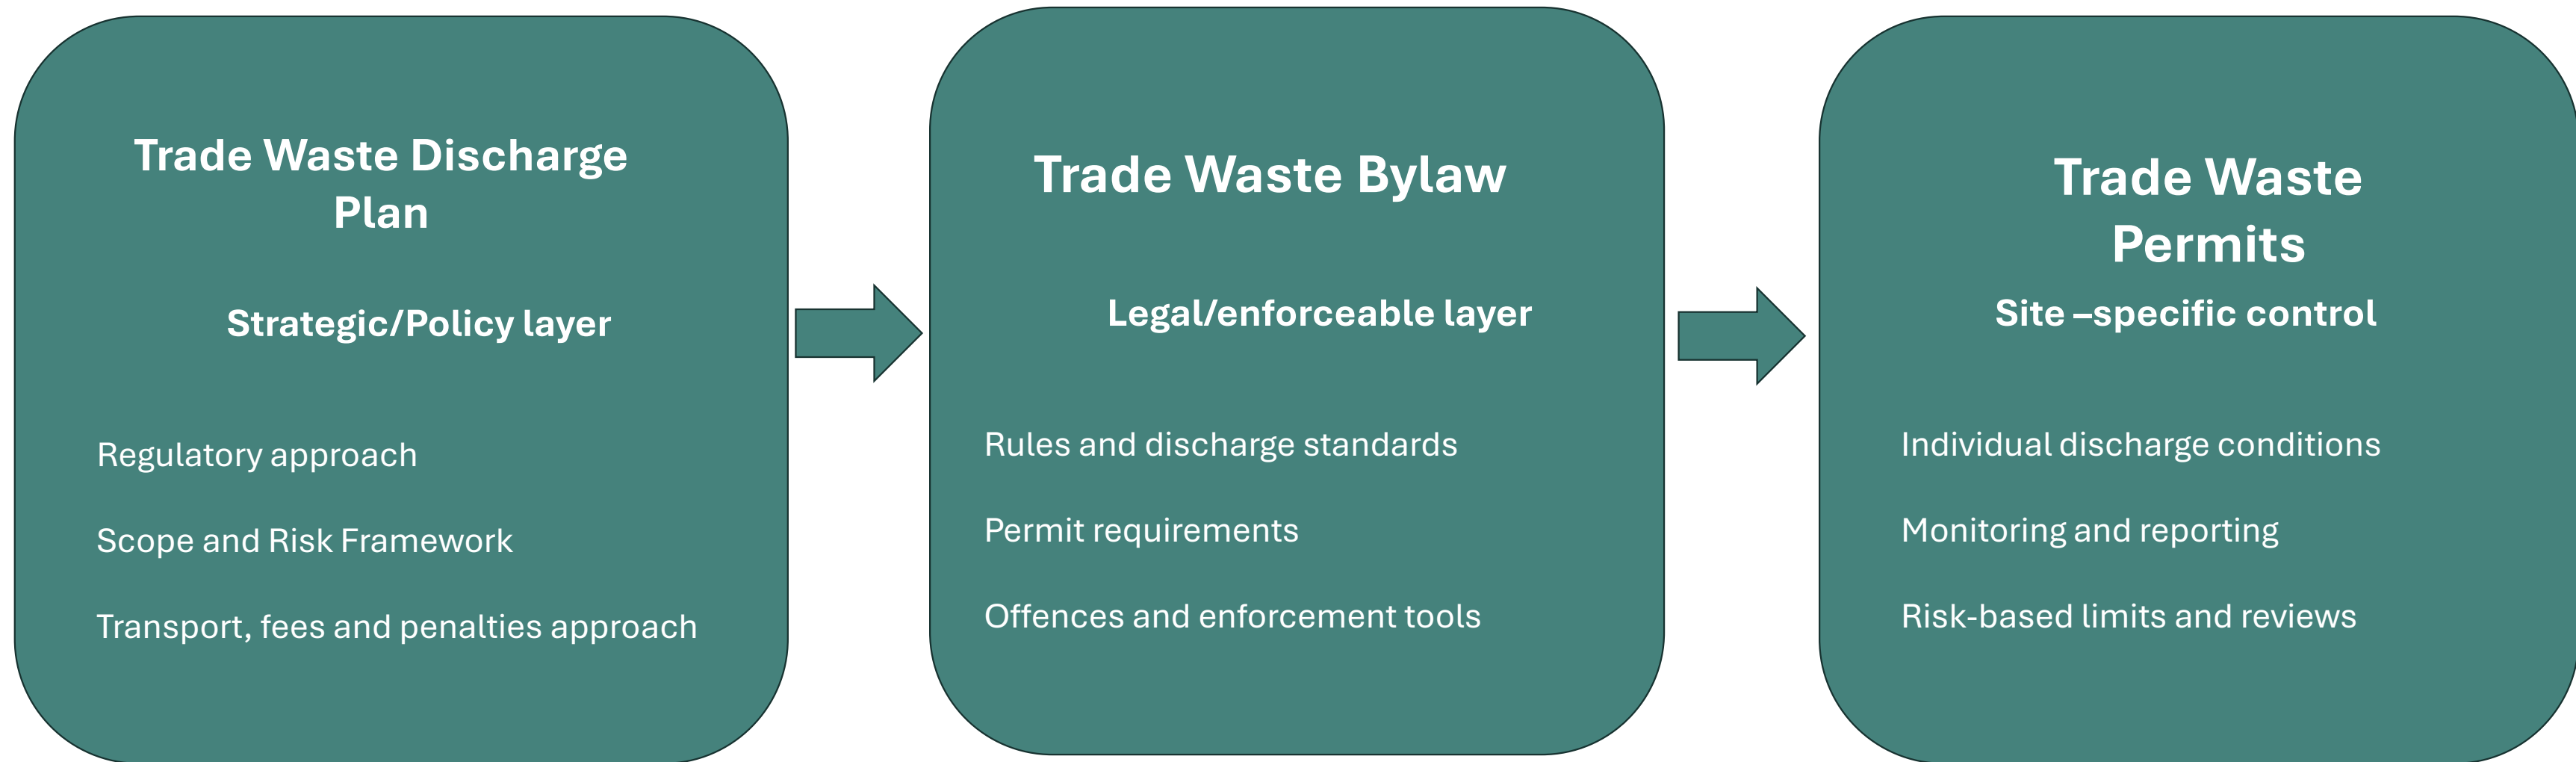 Trade Waste Discharge
Plan
Strategic/Policy layer
Regulatory approach
Scope and Risk Framework
Transport, fees and penalties approach
Trade Waste Bylaw
Legal/enforceable layer
Rules and discharge standards
Permit requirements
Offences and enforcement tools
Trade Waste
Permits
Site –specific control
Individual discharge conditions
Monitoring and reporting
Risk-based limits and reviews